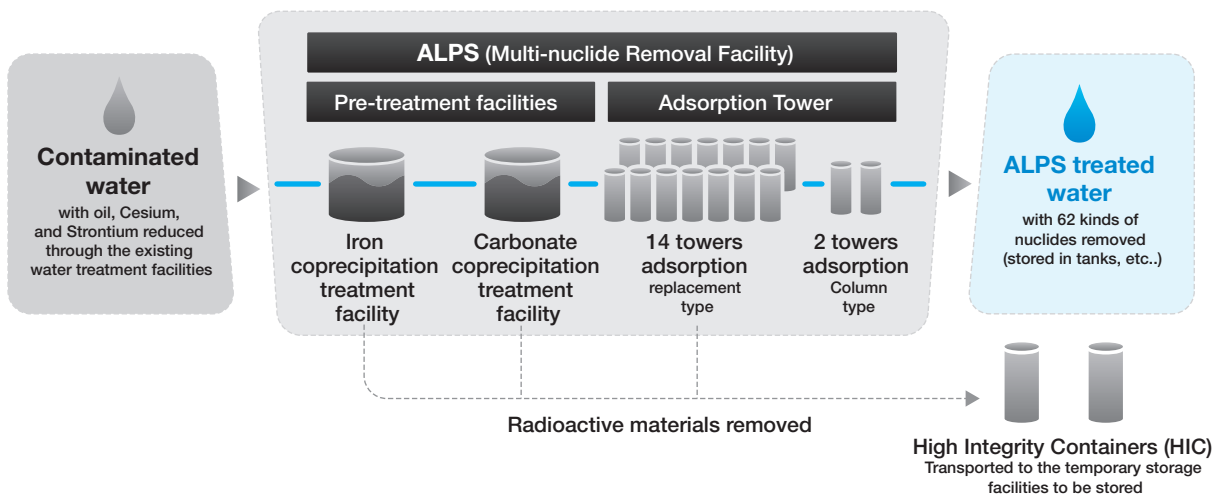 ALPS (Multi-nuclide Removal Facility)
Pre-treatment facilities
Adsorption Tower
Contaminated
water
with oil, Cesium,
and Strontium reduced
through the existing
water treatment facilities
Iron
coprecipitation
treatment
facility
Carbonate
coprecipitation
treatment
facility
14 towers
adsorption
replacement
type
2 towers
adsorption
Column
type
ALPS treated
water
with 62 kinds of
nuclides removed
(stored in tanks, etc..)
Radioactive materials removed
High Integrity Containers (HIC)
Transported to the temporary storage
facilities to be stored